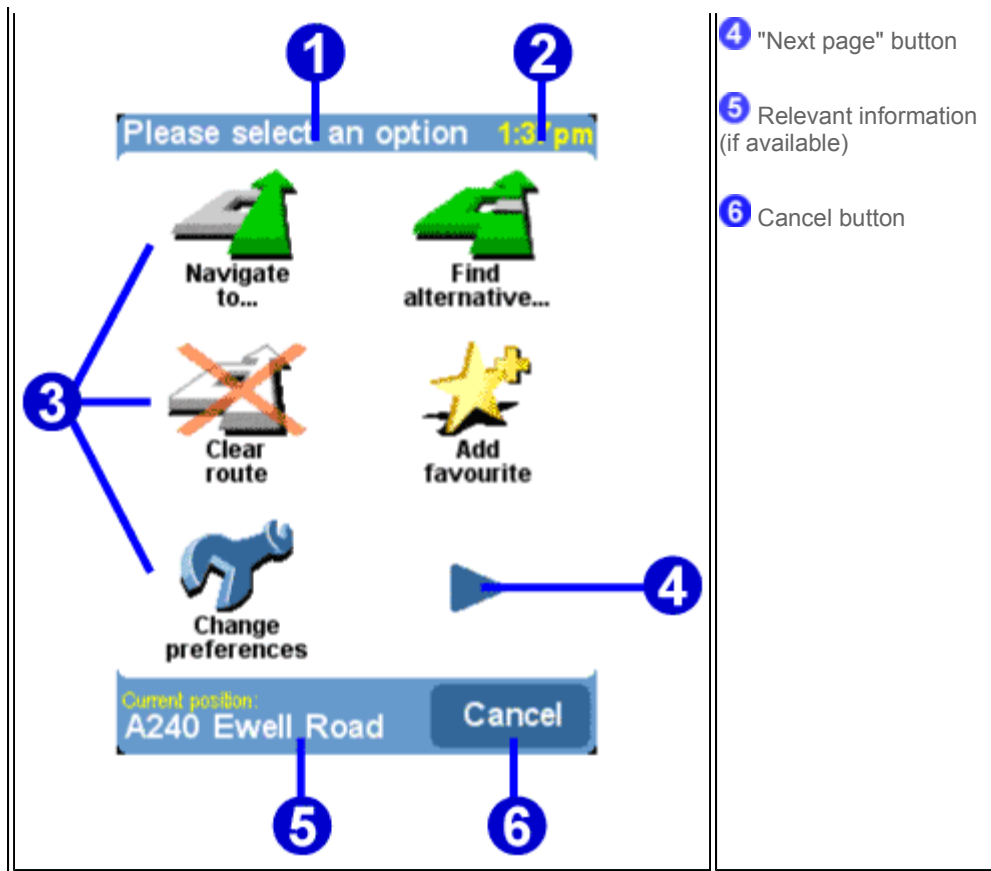 1 2
Please select an option 1:37pm
Navigate
to...
Find
alternative...
3
Clear
route
Add
favourite
4
Change
preferences
Current position:
A240 Ewell Road
Cancel
5 6
4 "Next page" button
5 Relevant information
(if available)
6 Cancel button